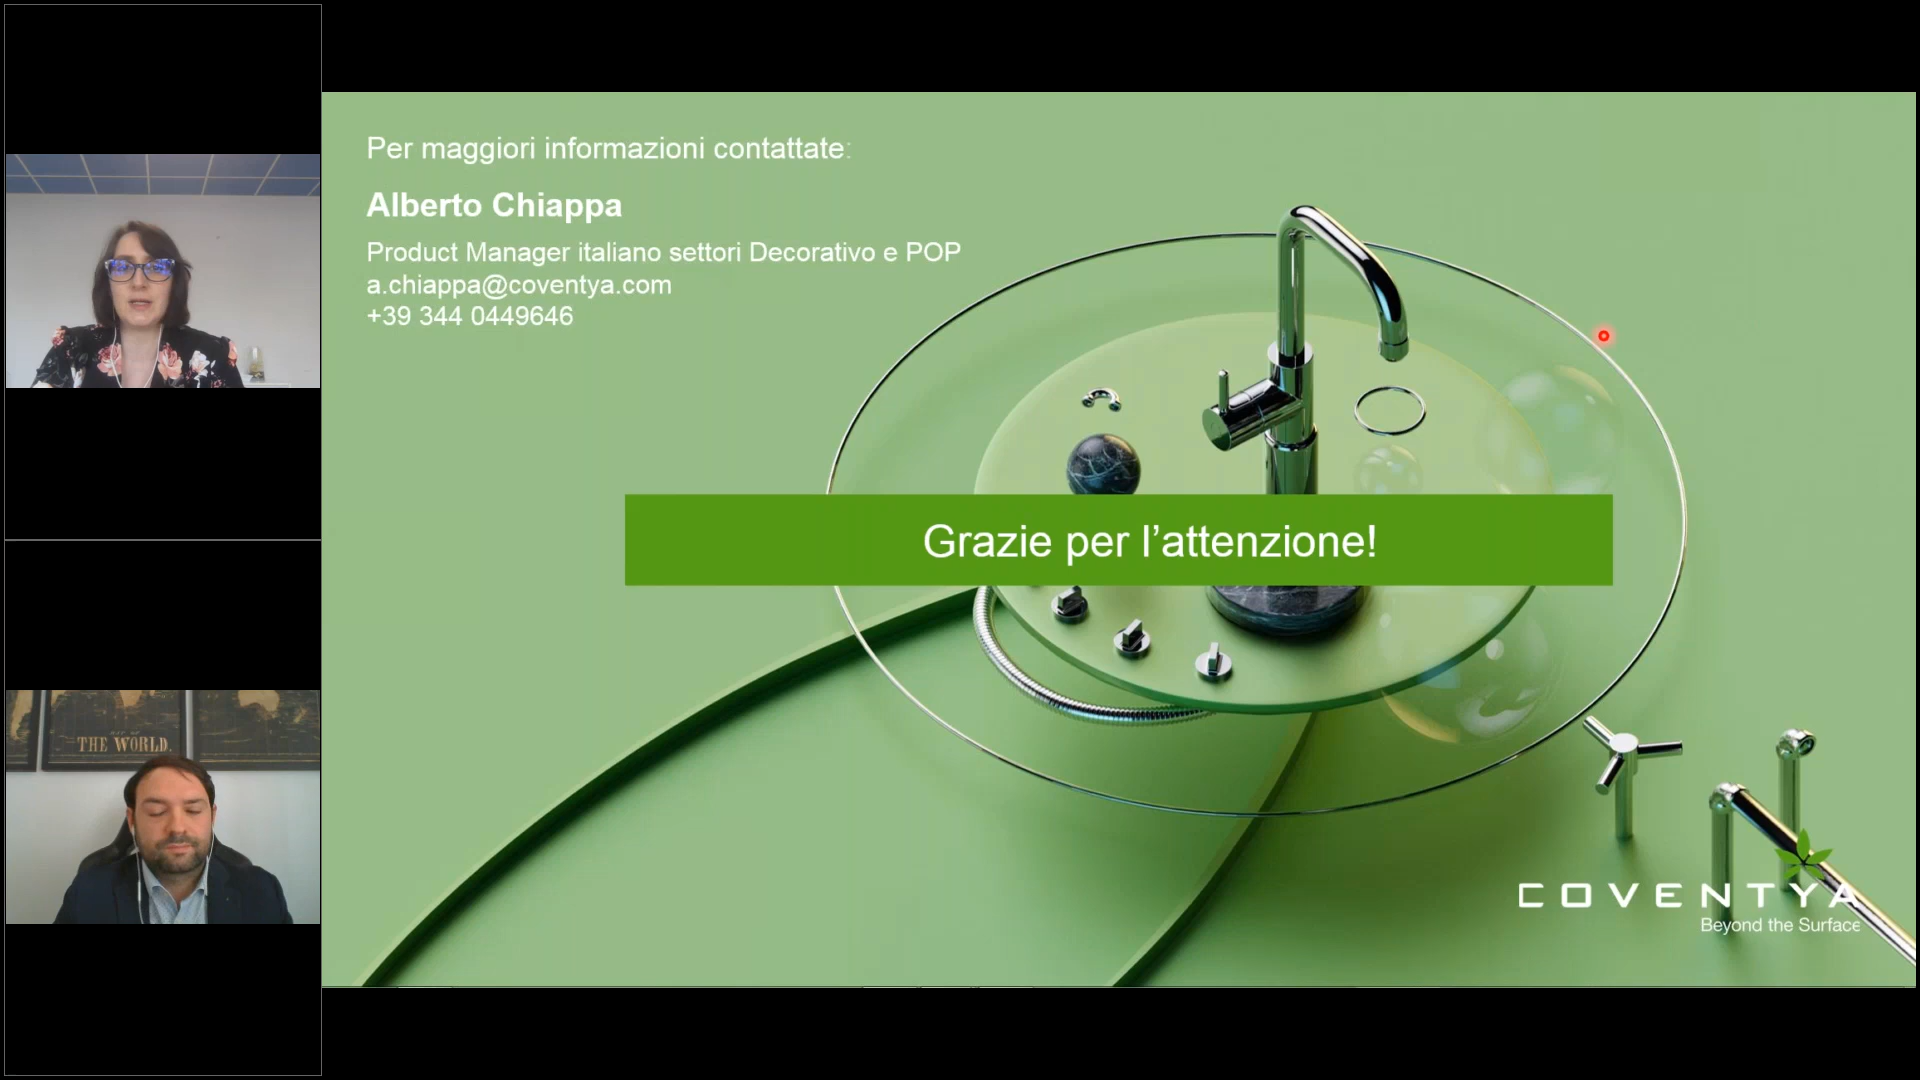 Per maggiori informazioni contattate:
Alberto Chiappa
Product Manager italiano settori Decorativo e POP
a.chiappa@coventya.com
+39 344 0449646
Grazie per l’attenzione!
THE WORLD.
COVENTYA
Beyond the Surface